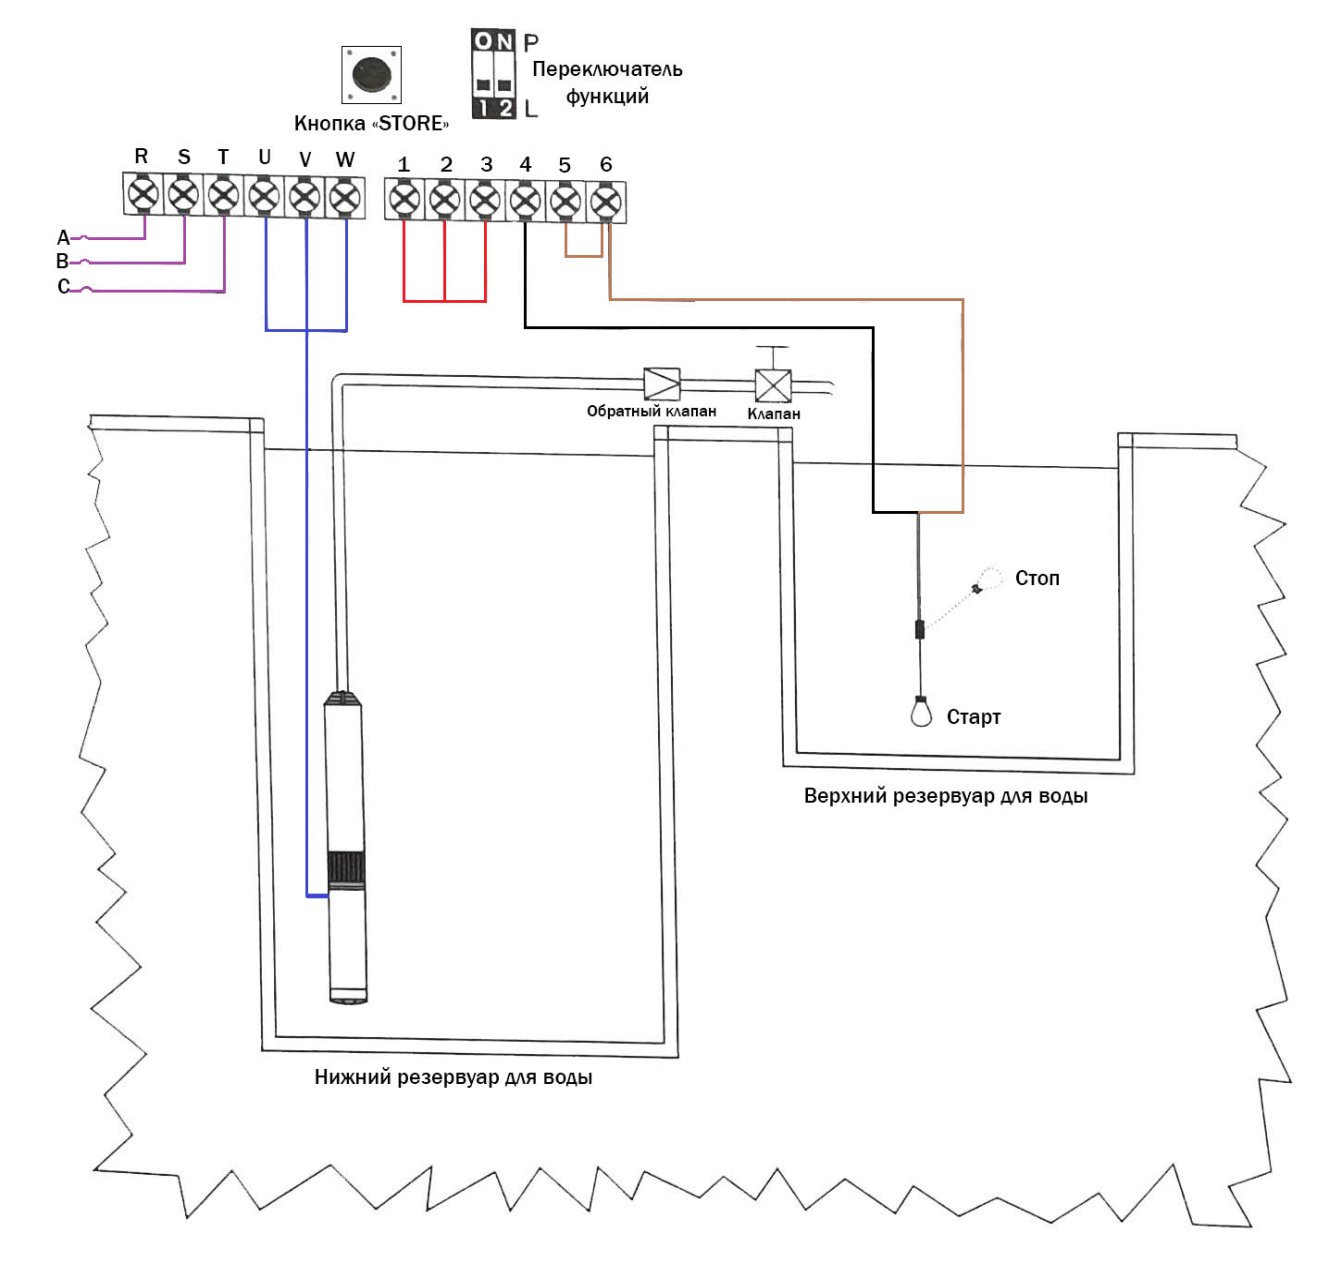 ON P
Переключатель
функций
1 2 L
Кнопка «STORE»
R S T U V W
1 2 3 4 5 6
A
B
C
Обратный клапан
Клапан
Стоп
Старт
Верхний резервуар для воды
Нижний резервуар для воды